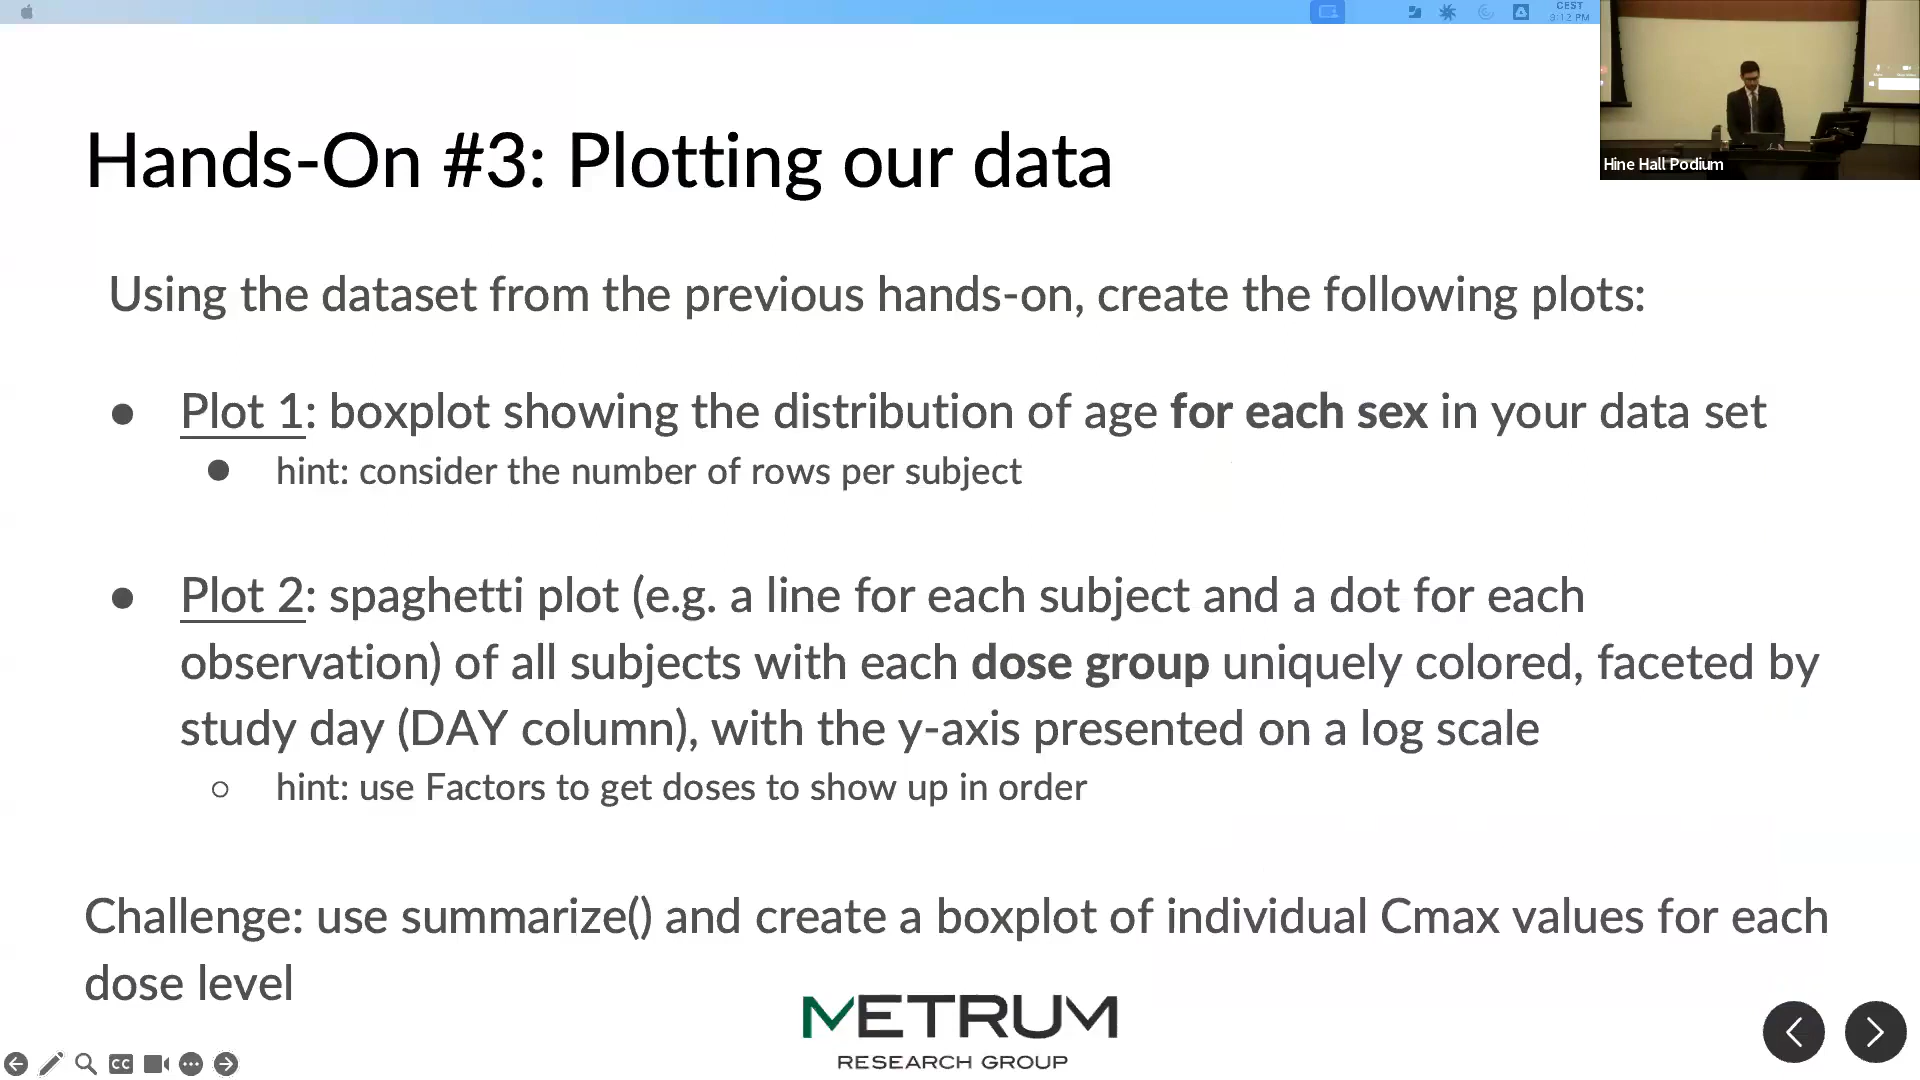 CEST
Hine Hall Podium
Hands-On #3: Plotting our data
Using the dataset from the previous hands-on, create the following plots:
● Plot 1: boxplot showing the distribution of age for each sex in your data set
● hint: consider the number of rows per subject
● Plot 2: spaghetti plot (e.g. a line for each subject and a dot for each
observation) of all subjects with each dose group uniquely colored, faceted by
study day (DAY column), with the y-axis presented on a log scale
○ hint: use Factors to get doses to show up in order
Challenge: use summarize() and create a boxplot of individual Cmax values for each
dose level
METRUM
RESEARCH GROUP
CC